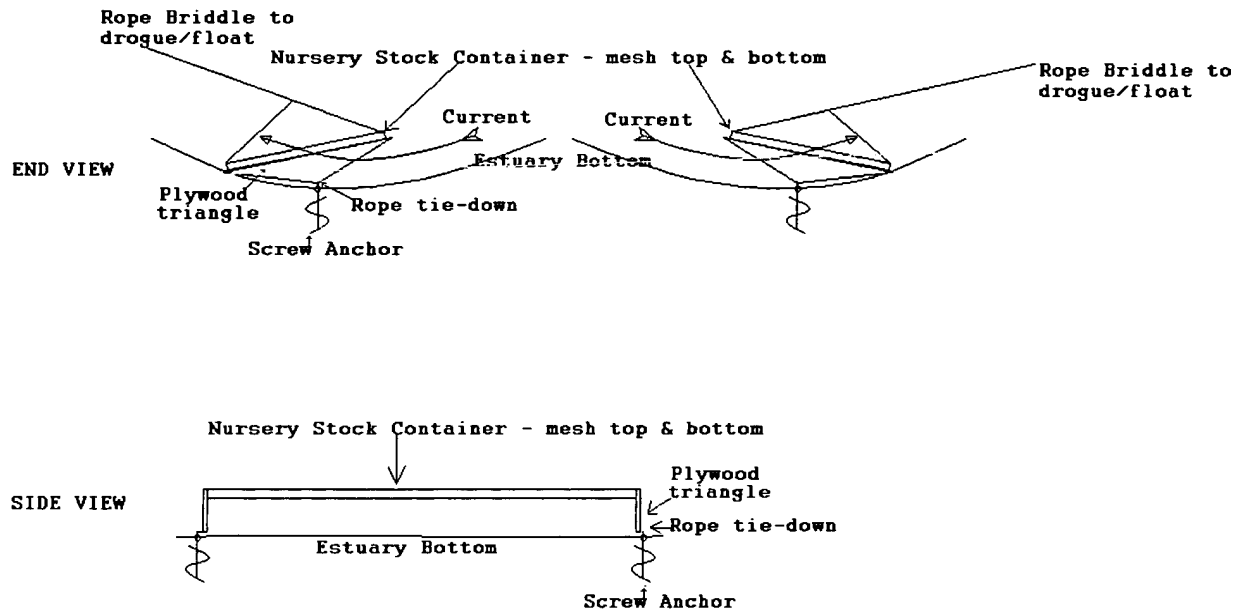 Rope Briddle to
drogue/float
Nursery Stock Container - mesh top & bottom
Rope Briddle to
drogue/float
Current
Current
Estuary Bottom
END VIEW
Plywood
triangle
Rope tie-down
Screw Anchor
Nursery Stock Container - mesh top & bottom
Plywood
triangle
SIDE VIEW
Rope tie-down
Estuary Bottom
Screw Anchor